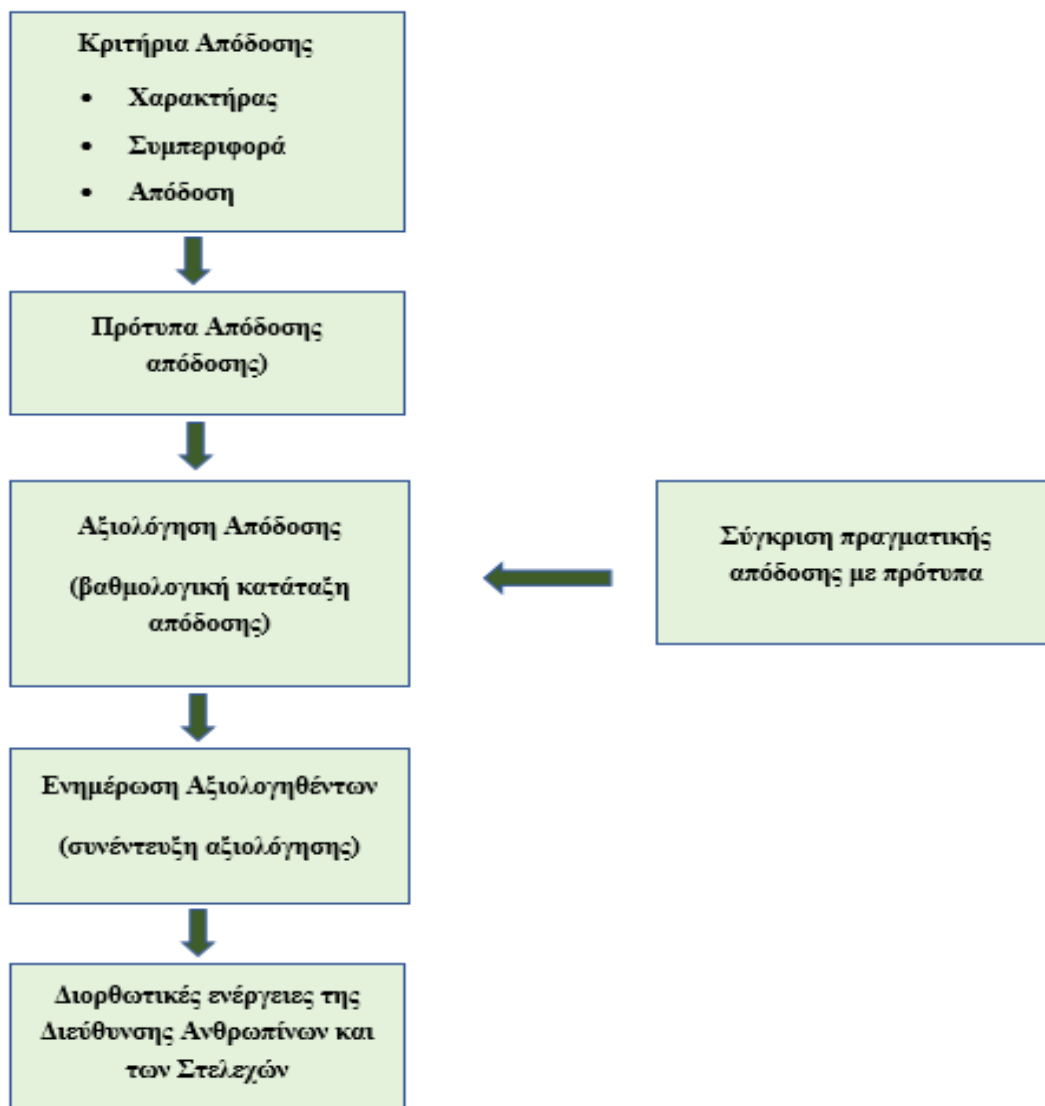 Κριτήρια Απόδοσης
• Χαρακτήρας
• Συμπεριφορά
• Απόδοση
Πρότυπα Απόδοσης
απόδοσης)
Αξιολόγηση Απόδοσης
(βαθμολογική κατάταξη
απόδοσης)
Σύγκριση πραγματικής
απόδοσης με πρότυπα
Ενημέρωση Αξιολογηθέντων
(συνέντευξη αξιολόγησης)
Διορθωτικές ενέργειες της
Διεύθυνσης Ανθρωπίνων και
των Στελεχών